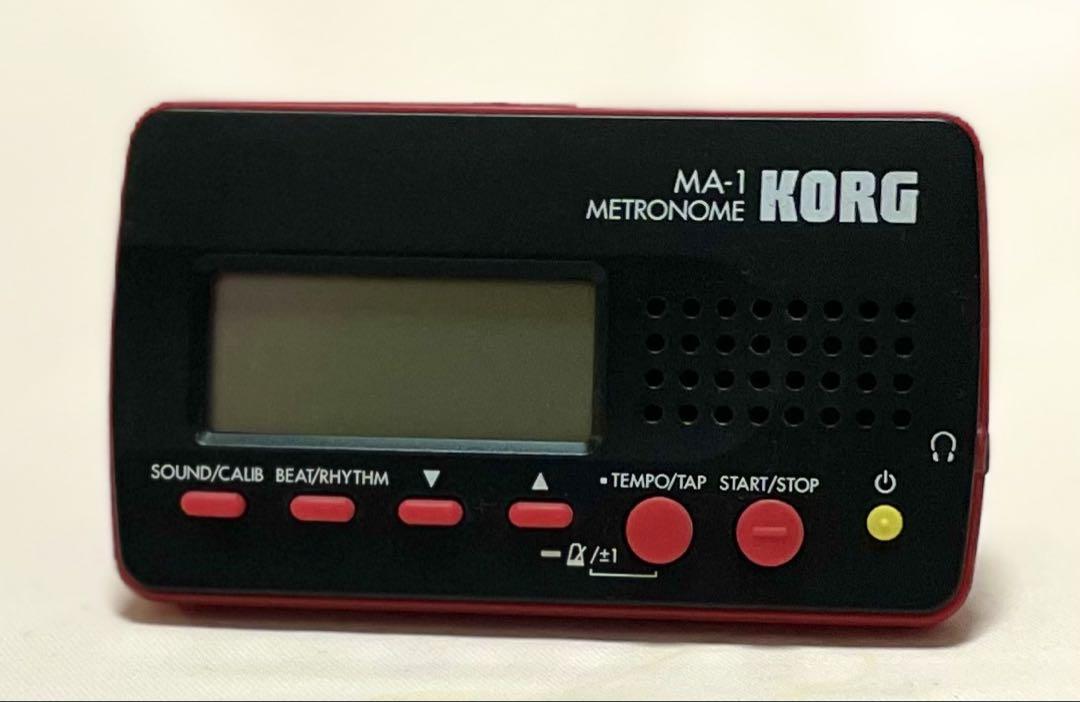 MA-1
METRONOME KORG
SOUND/CALIB BEAT/RHYTHM ▼ ▲ TEMPO/TAP START/STOP
/±1